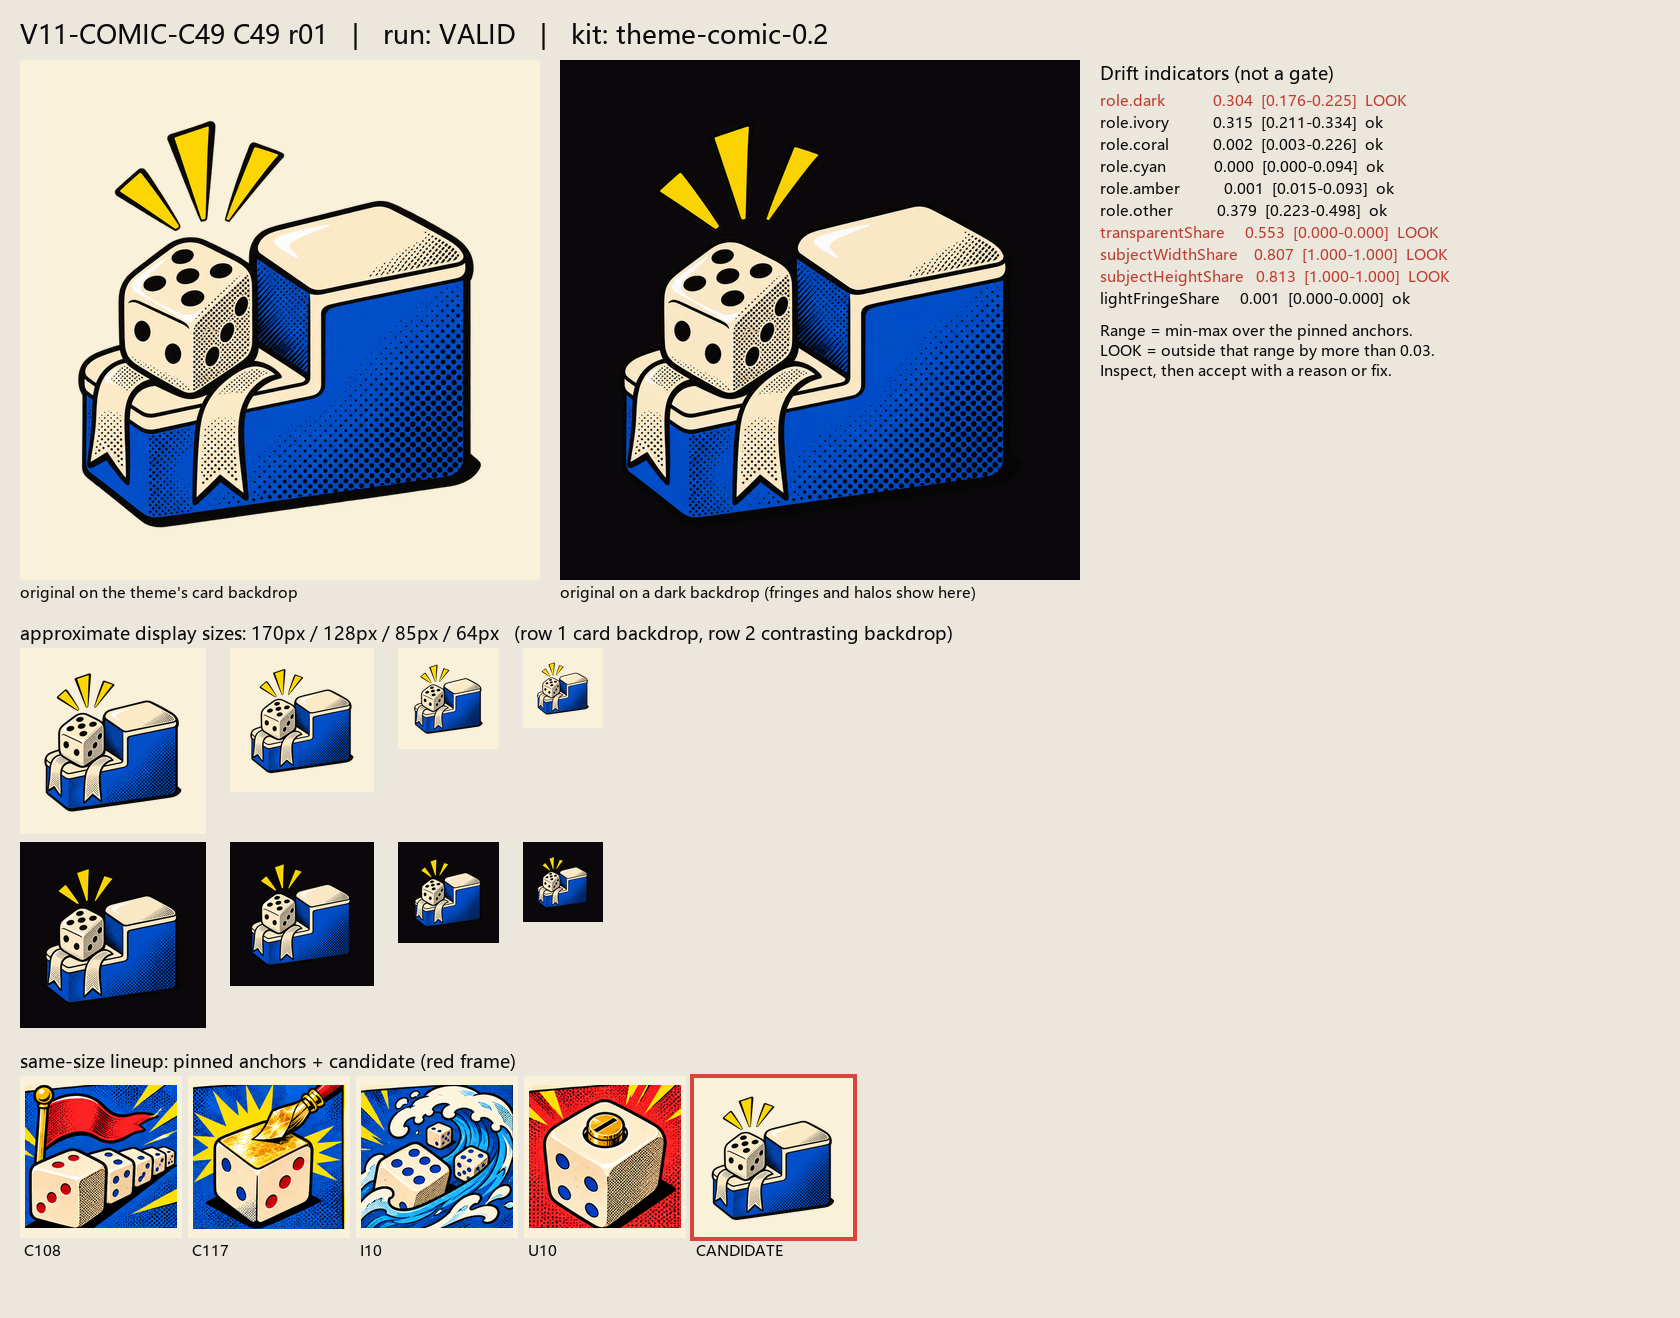 V11-COMIC-C49 C49 r01 | run: VALID | kit: theme-comic-0.2
Drift indicators (not a gate)
role.dark 0.304 [0.176-0.225] LOOK
role.ivory 0.315 [0.211-0.334] ok
role.coral 0.002 [0.003-0.226] ok
role.cyan 0.000 [0.000-0.094] ok
role.amber 0.001 [0.015-0.093] ok
role.other 0.379 [0.223-0.498] ok
transparentShare 0.553 [0.000-0.000] LOOK
subjectWidthShare 0.807 [1.000-1.000] LOOK
subjectHeightShare 0.813 [1.000-1.000] LOOK
lightFringeShare 0.001 [0.000-0.000] ok
Range = min-max over the pinned anchors.
LOOK = outside that range by more than 0.03.
Inspect, then accept with a reason or fix.
original on the theme's card backdrop
original on a dark backdrop (fringes and halos show here)
approximate display sizes: 170px / 128px / 85px / 64px (row 1 card backdrop, row 2 contrasting backdrop)
same-size lineup: pinned anchors + candidate (red frame)
C108
C117
I10
U10
CANDIDATE